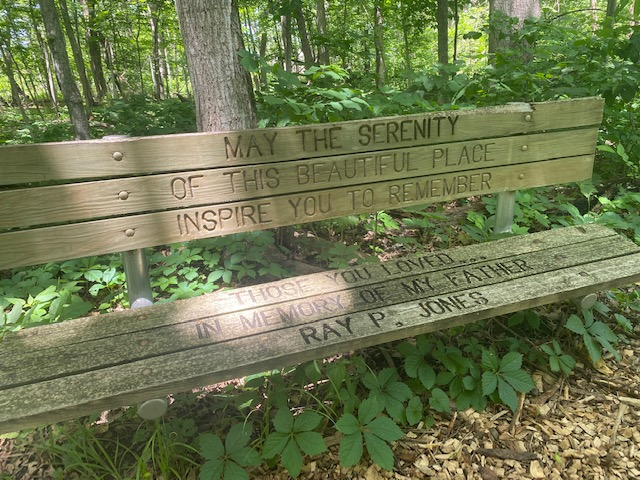 MAY THE SERENITY
OF THIS BEAUTIFUL PLACE
INSPIRE YOU TO REMEMBER
THOSE YOU LOVED...
IN MEMORY OF MY FATHER
RAY P. JONES